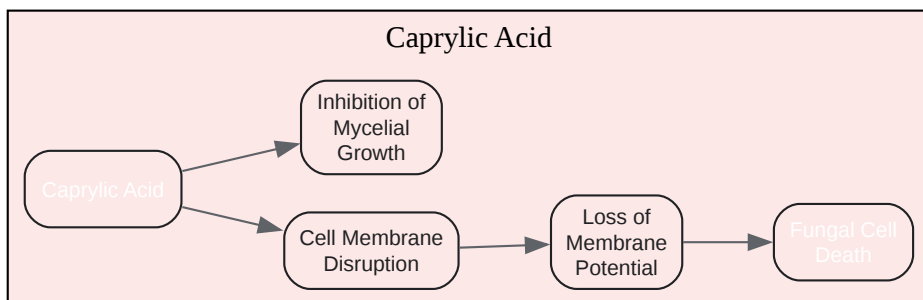 Caprylic Acid
Inhibition of
Mycelial
Growth
Caprylic Acid
Cell Membrane
Disruption
Loss of
Membrane
Potential
Fungal Cell
Death